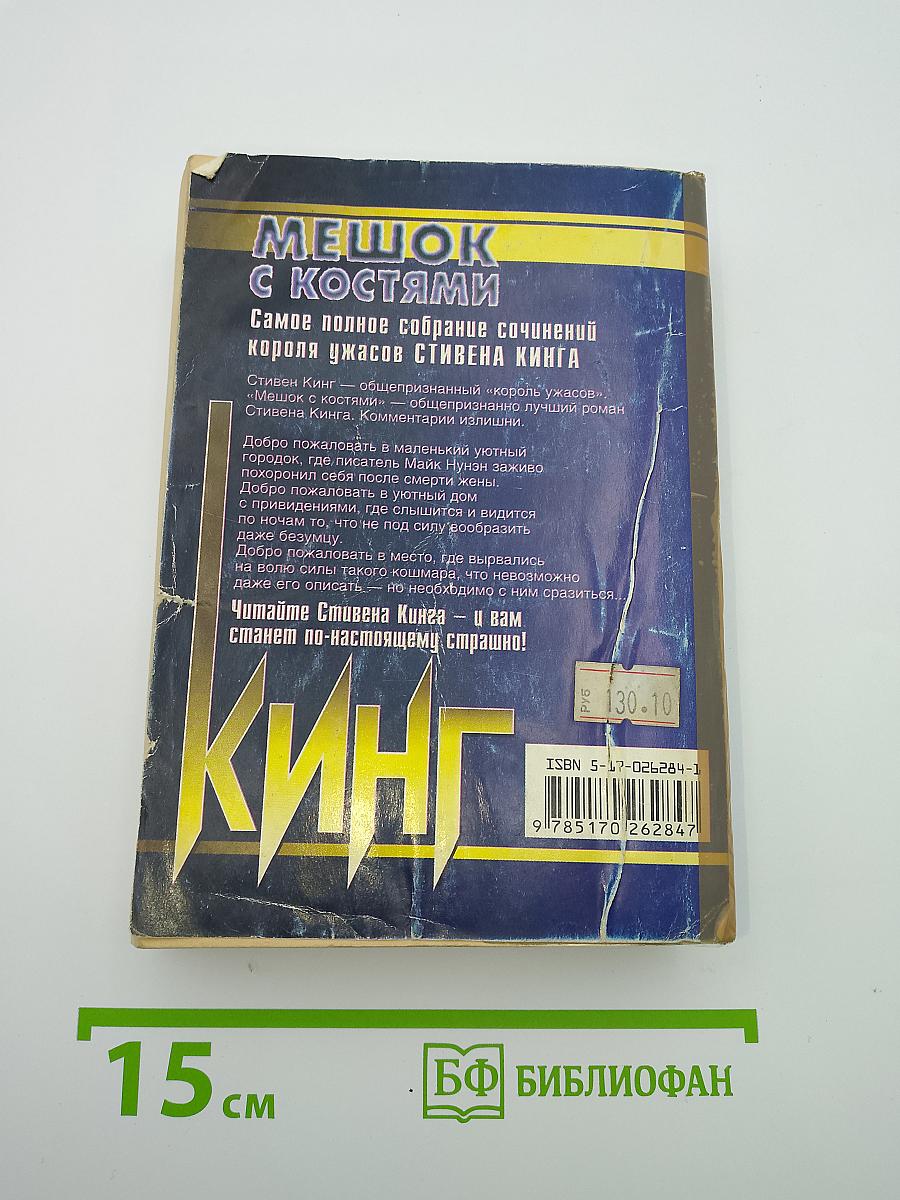 МЕШОК
С КОСТЯМИ
Самое полное собрание сочинений
короля ужасов СТИВЕНА КИНГА
Стивен Кинг — общепризнанный «король ужасов».
«Мешок с костями» — общепризнанно лучший роман
Стивена Кинга. Комментарии излишни.
Добро пожаловать в маленький уютный
городок, где писатель Майк Нунэн заживо
похоронил себя после смерти жены.
Добро пожаловать в уютный дом
с привидениями, где слышится и видится
по ночам то, что не под силу вообразить
даже безумцу.
Добро пожаловать в место, где вырвались
на волю силы такого кошмара, что невозможно
даже его описать — но необходимо с ним сразиться...
Читайте Стивена Кинга — и вам
станет по-настоящему страшно!
КИНГ
РУБ 130.10
ISBN 5-17-026284-1
9 785170 262847
15 см
БФ БИБЛИОФАН